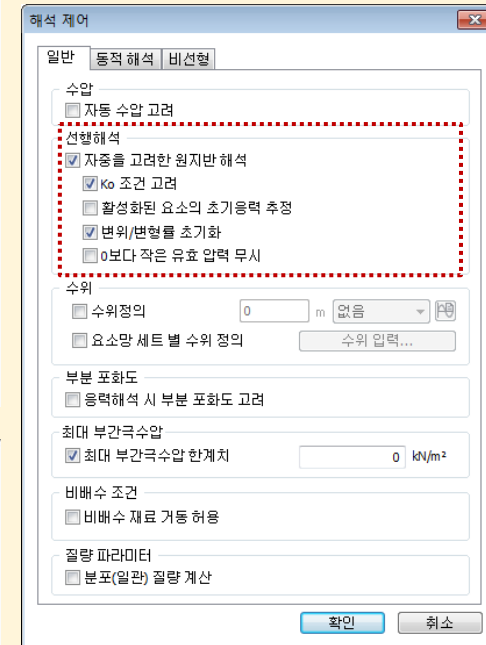 해석 제어
일반 동적 해석 비선형
수압
자동 수압 고려
선행해석
자중을 고려한 원지반 해석
Ko 조건 고려
활성화된 요소의 초기응력 추정
변위/변형률 초기화
0보다 작은 유효 압력 무시
수위
수위정의 0 m 없음
요소망 세트 별 수위 정의 수위 입력...
부분 포화도
응력해석 시 부분 포화도 고려
최대 부간극수압
최대 부간극수압 한계치 0 kN/m²
비배수 조건
비배수 재료 거동 허용
질량 파라미터
분포(일관) 질량 계산
확인 취소